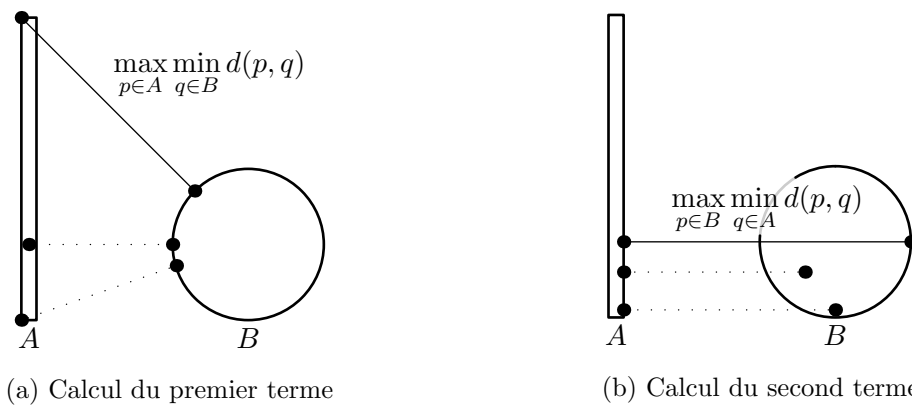 max min d(p, q)
p∈A q∈B
A
B
(a) Calcul du premier terme
max min d(p, q)
p∈B q∈A
A
B
(b) Calcul du second terme